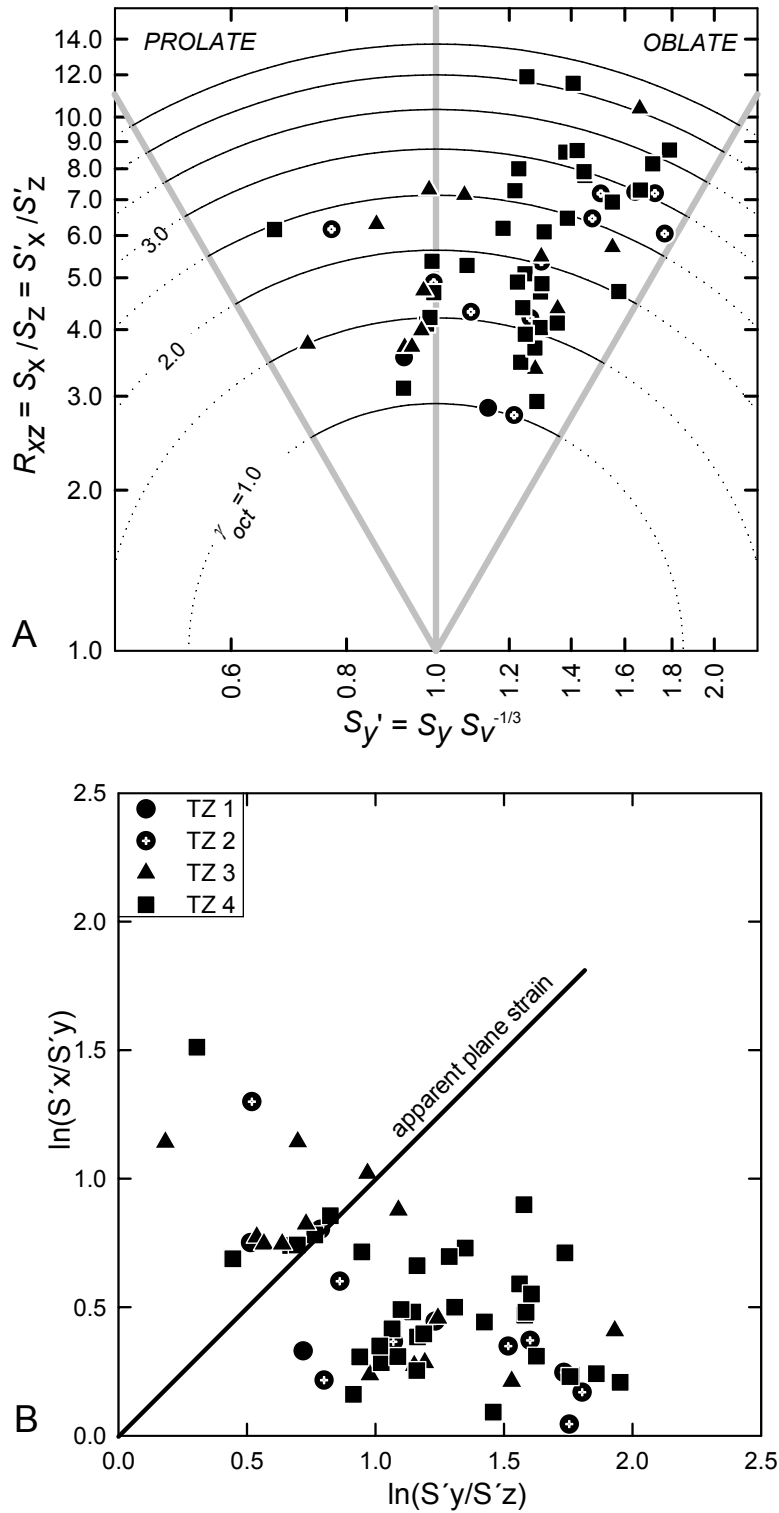 PROLATE
OBLATE
14.0
12.0
10.0
9.0
8.0
7.0
6.0
5.0
4.0
3.0
2.0
1.0
R_XZ = S_X / S_Z = S'_X / S'_Z
3.0
2.0
γ_oct = 1.0
A
0.6
0.8
1.0
1.2
1.4
1.6
1.8
2.0
S_y' = S_y S_v^-1/3
2.5
2.0
1.5
1.0
0.5
0.0
ln(S´x/S´y)
TZ 1
TZ 2
TZ 3
TZ 4
apparent plane strain
B
0.0 0.5 1.0 1.5 2.0 2.5
ln(S´y/S´z)